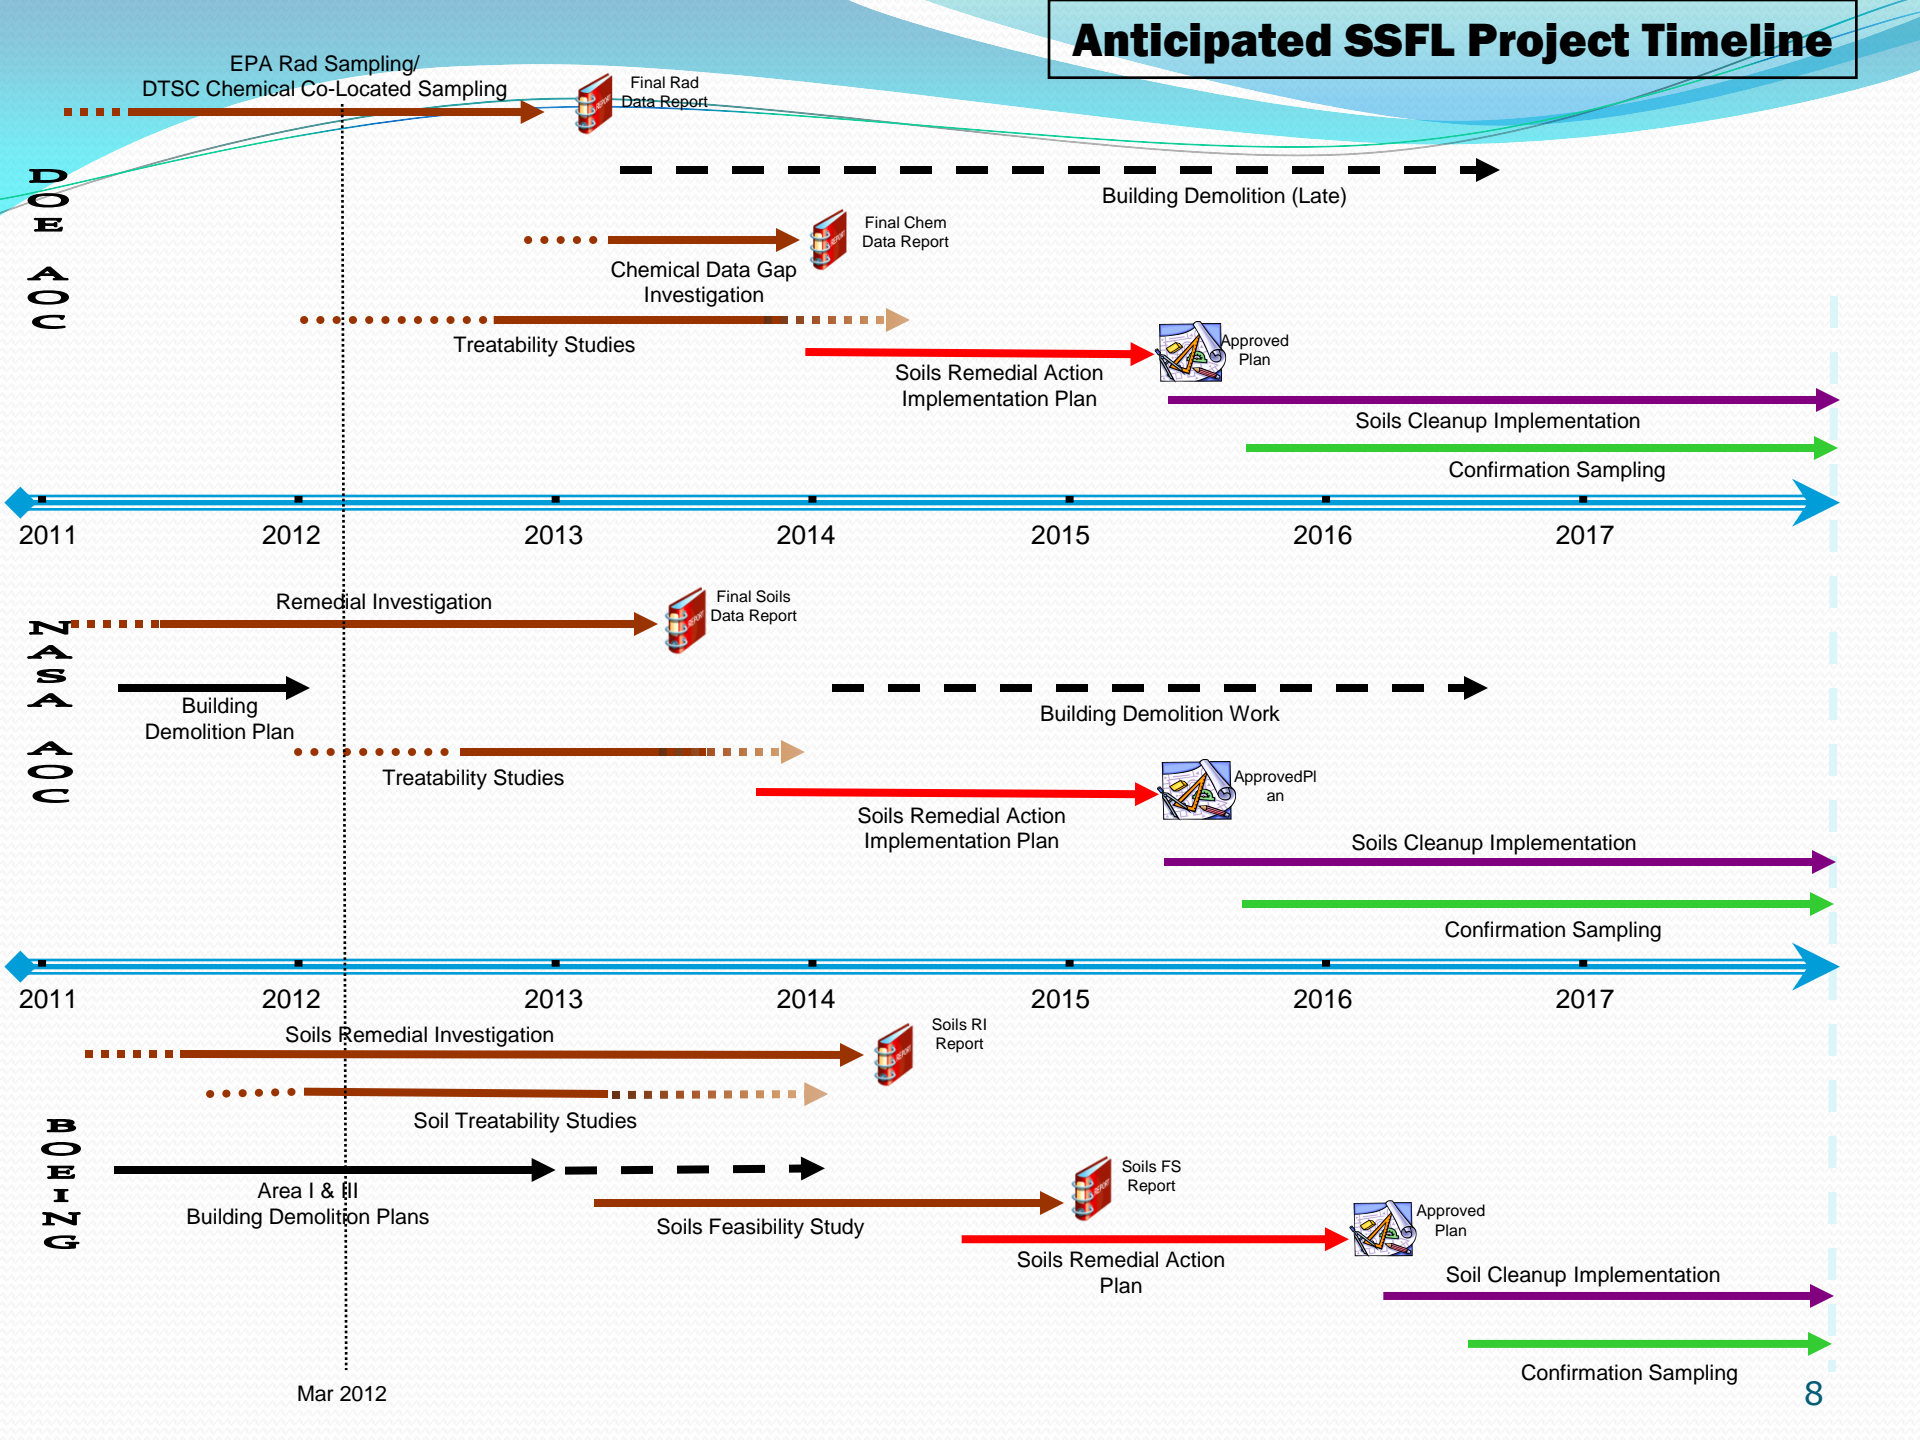 Anticipated SSFL Project Timeline
EPA Rad Sampling/
DTSC Chemical Co-Located Sampling
Final Rad
Data Report
DOE AOC
Building Demolition (Late)
Final Chem
Data Report
Chemical Data Gap
Investigation
Treatability Studies
Approved
Plan
Soils Remedial Action
Implementation Plan
Soils Cleanup Implementation
Confirmation Sampling
2011 2012 2013 2014 2015 2016 2017
NASA AOC
Remedial Investigation
Final Soils
Data Report
Building
Demolition Plan
Building Demolition Work
Treatability Studies
ApprovedPl
an
Soils Remedial Action
Implementation Plan
Soils Cleanup Implementation
Confirmation Sampling
2011 2012 2013 2014 2015 2016 2017
BOEING
Soils Remedial Investigation
Soils RI
Report
Soil Treatability Studies
Area I & III
Building Demolition Plans
Soils FS
Report
Soils Feasibility Study
Approved
Plan
Soils Remedial Action
Plan
Soil Cleanup Implementation
Confirmation Sampling
Mar 2012
8
REPORT
REPORT
REPORT
REPORT
REPORT